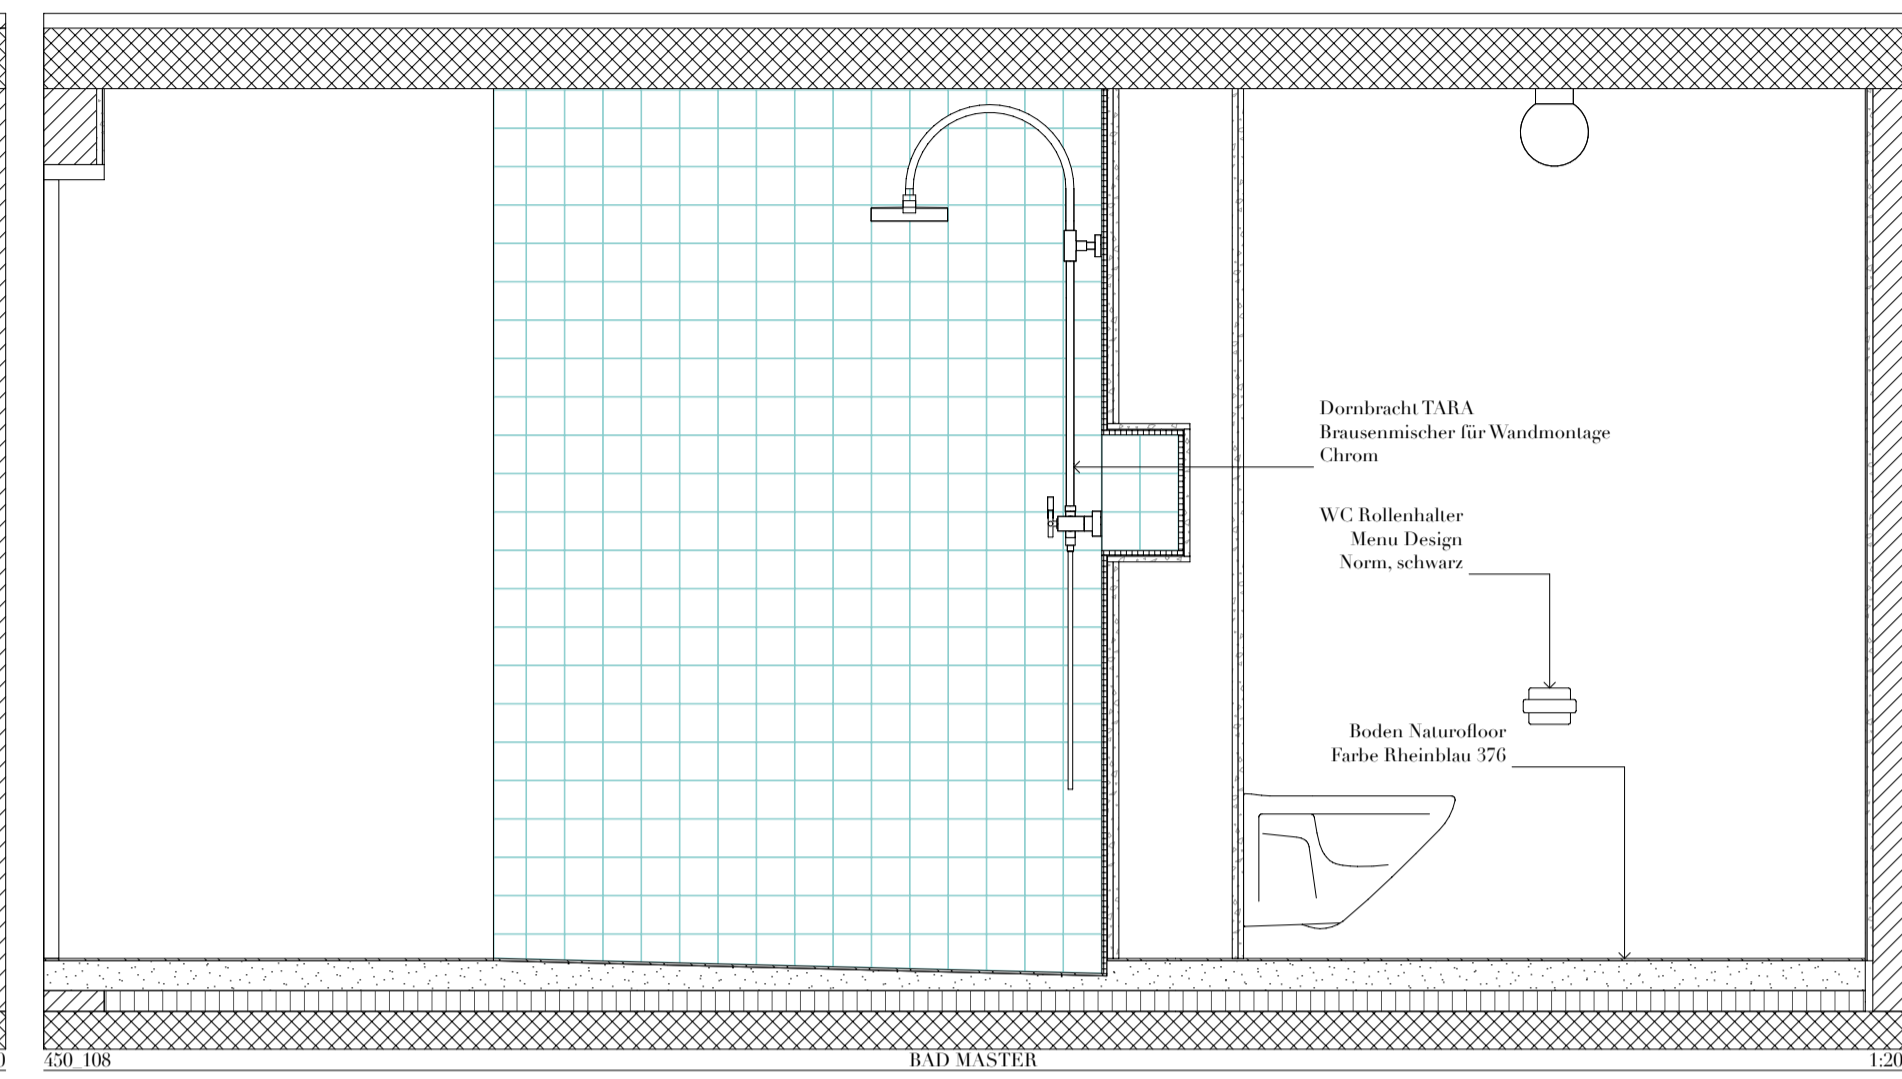 Dornbracht TARA
Brausenmischer für Wandmontage
Chrom
WC Rollenhalter
Menu Design
Norm, schwarz
Boden Naturofloor
Farbe Rheinblau 376
450_108
BAD MASTER
1:20